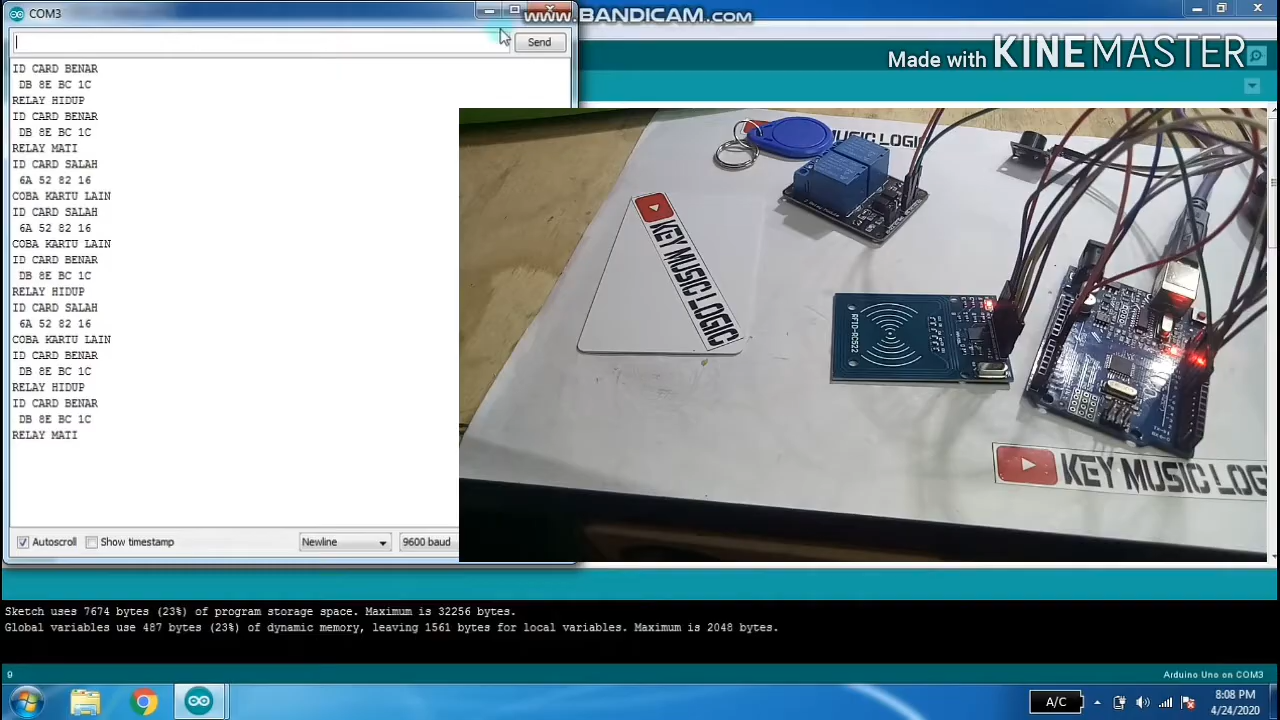 COM3
WWW.BANDICAM.COM
Send
Made with KINEMASTER
ID CARD BENAR
DB 8E BC 1C
RELAY HIDUP
ID CARD BENAR
DB 8E BC 1C
RELAY MATI
ID CARD SALAH
6A 52 82 16
COBA KARTU LAIN
ID CARD SALAH
6A 52 82 16
COBA KARTU LAIN
ID CARD BENAR
DB 8E BC 1C
RELAY HIDUP
ID CARD SALAH
6A 52 82 16
COBA KARTU LAIN
ID CARD BENAR
DB 8E BC 1C
RELAY HIDUP
ID CARD BENAR
DB 8E BC 1C
RELAY MATI
MUSIC LOGIC
KEY MUSIC LOGIC
RFID-RC522
KEY MUSIC LOG
Autoscroll
Show timestamp
Newline
9600 baud
Sketch uses 7674 bytes (23%) of program storage space. Maximum is 32256 bytes.
Global variables use 487 bytes (23%) of dynamic memory, leaving 1561 bytes for local variables. Maximum is 2048 bytes.
9
Arduino Uno on COM3
A/C
8:08 PM
4/24/2020